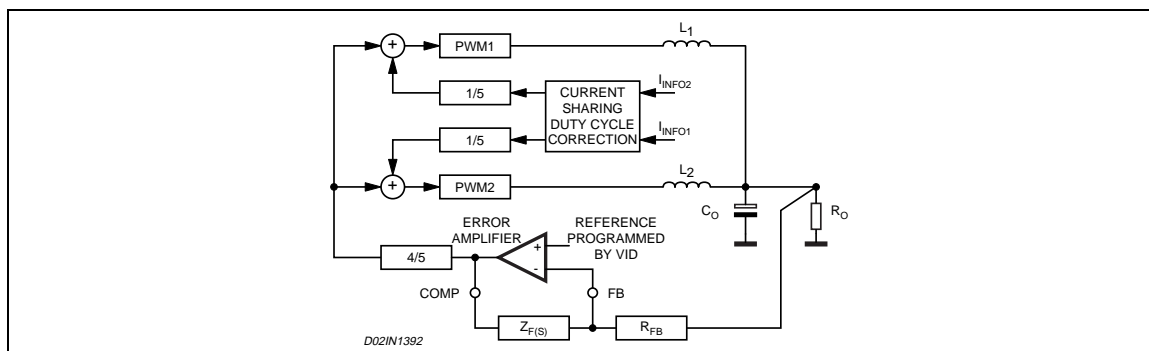 L1
PWM1
+
1/5
CURRENT
SHARING
DUTY CYCLE
CORRECTION
IINFO2
IINFO1
1/5
+
PWM2
L2
CO
RO
ERROR
AMPLIFIER
REFERENCE
PROGRAMMED
BY VID
4/5
+
-
COMP
FB
ZF(S)
RFB
D02IN1392